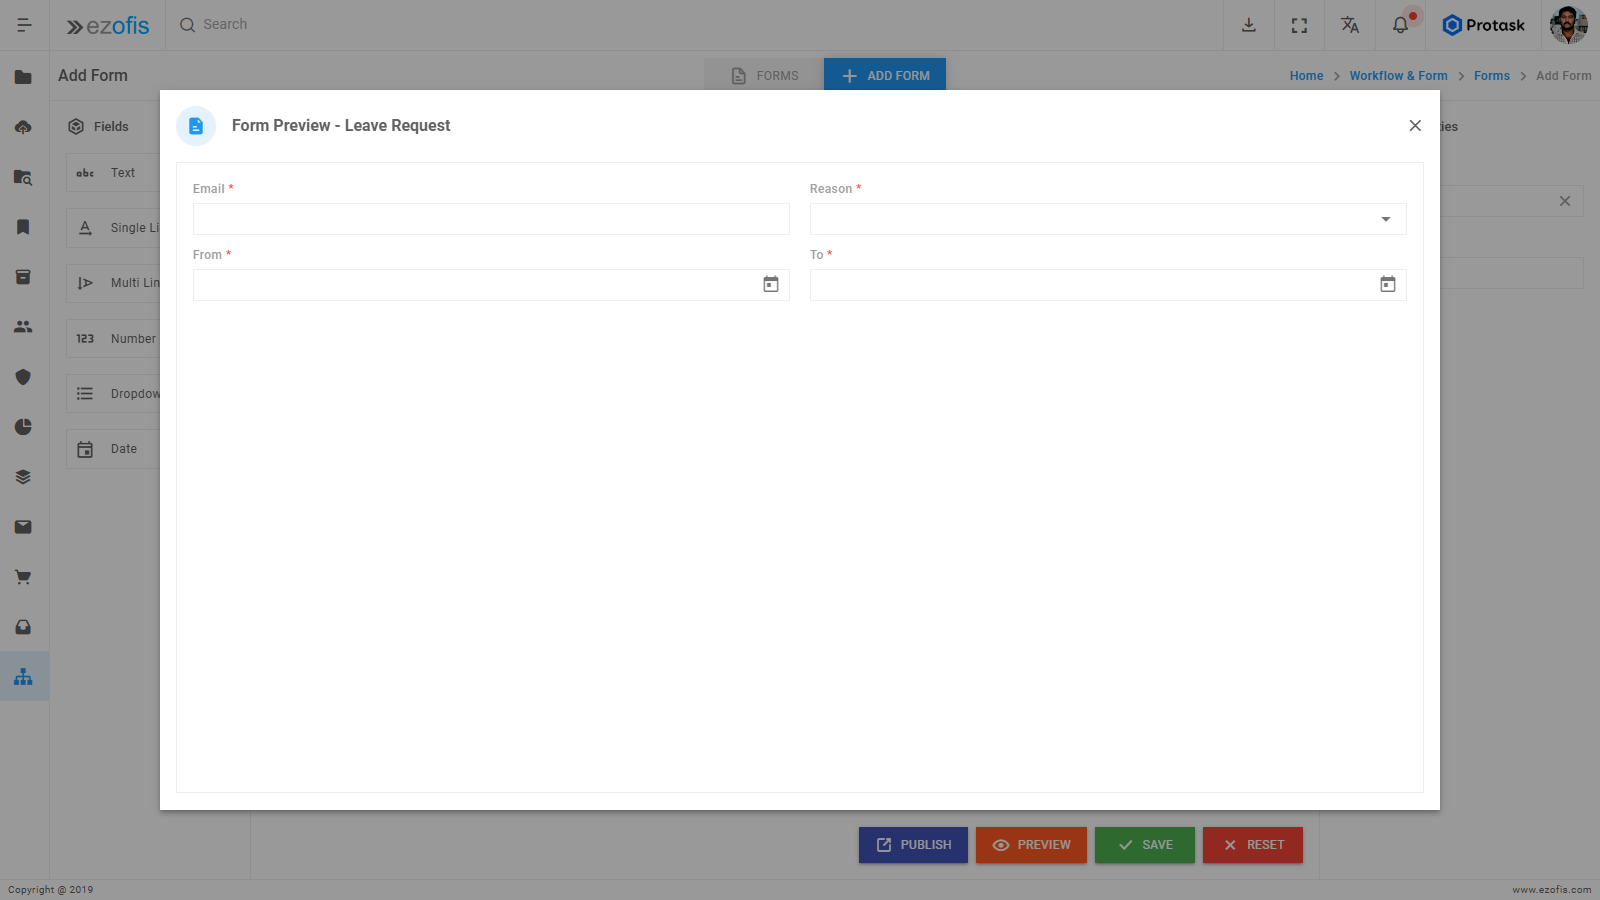 ezofis
Search
Protask
Add Form
FORMS
ADD FORM
Home
Workflow & Form
Forms
Add Form
Form Preview - Leave Request
Fields
ies
abc Text
Single Li
Multi Lin
123 Number
Dropdow
Date
Email *
Reason *
From *
To *
PUBLISH
PREVIEW
SAVE
RESET
Copyright @ 2019
www.ezofis.com